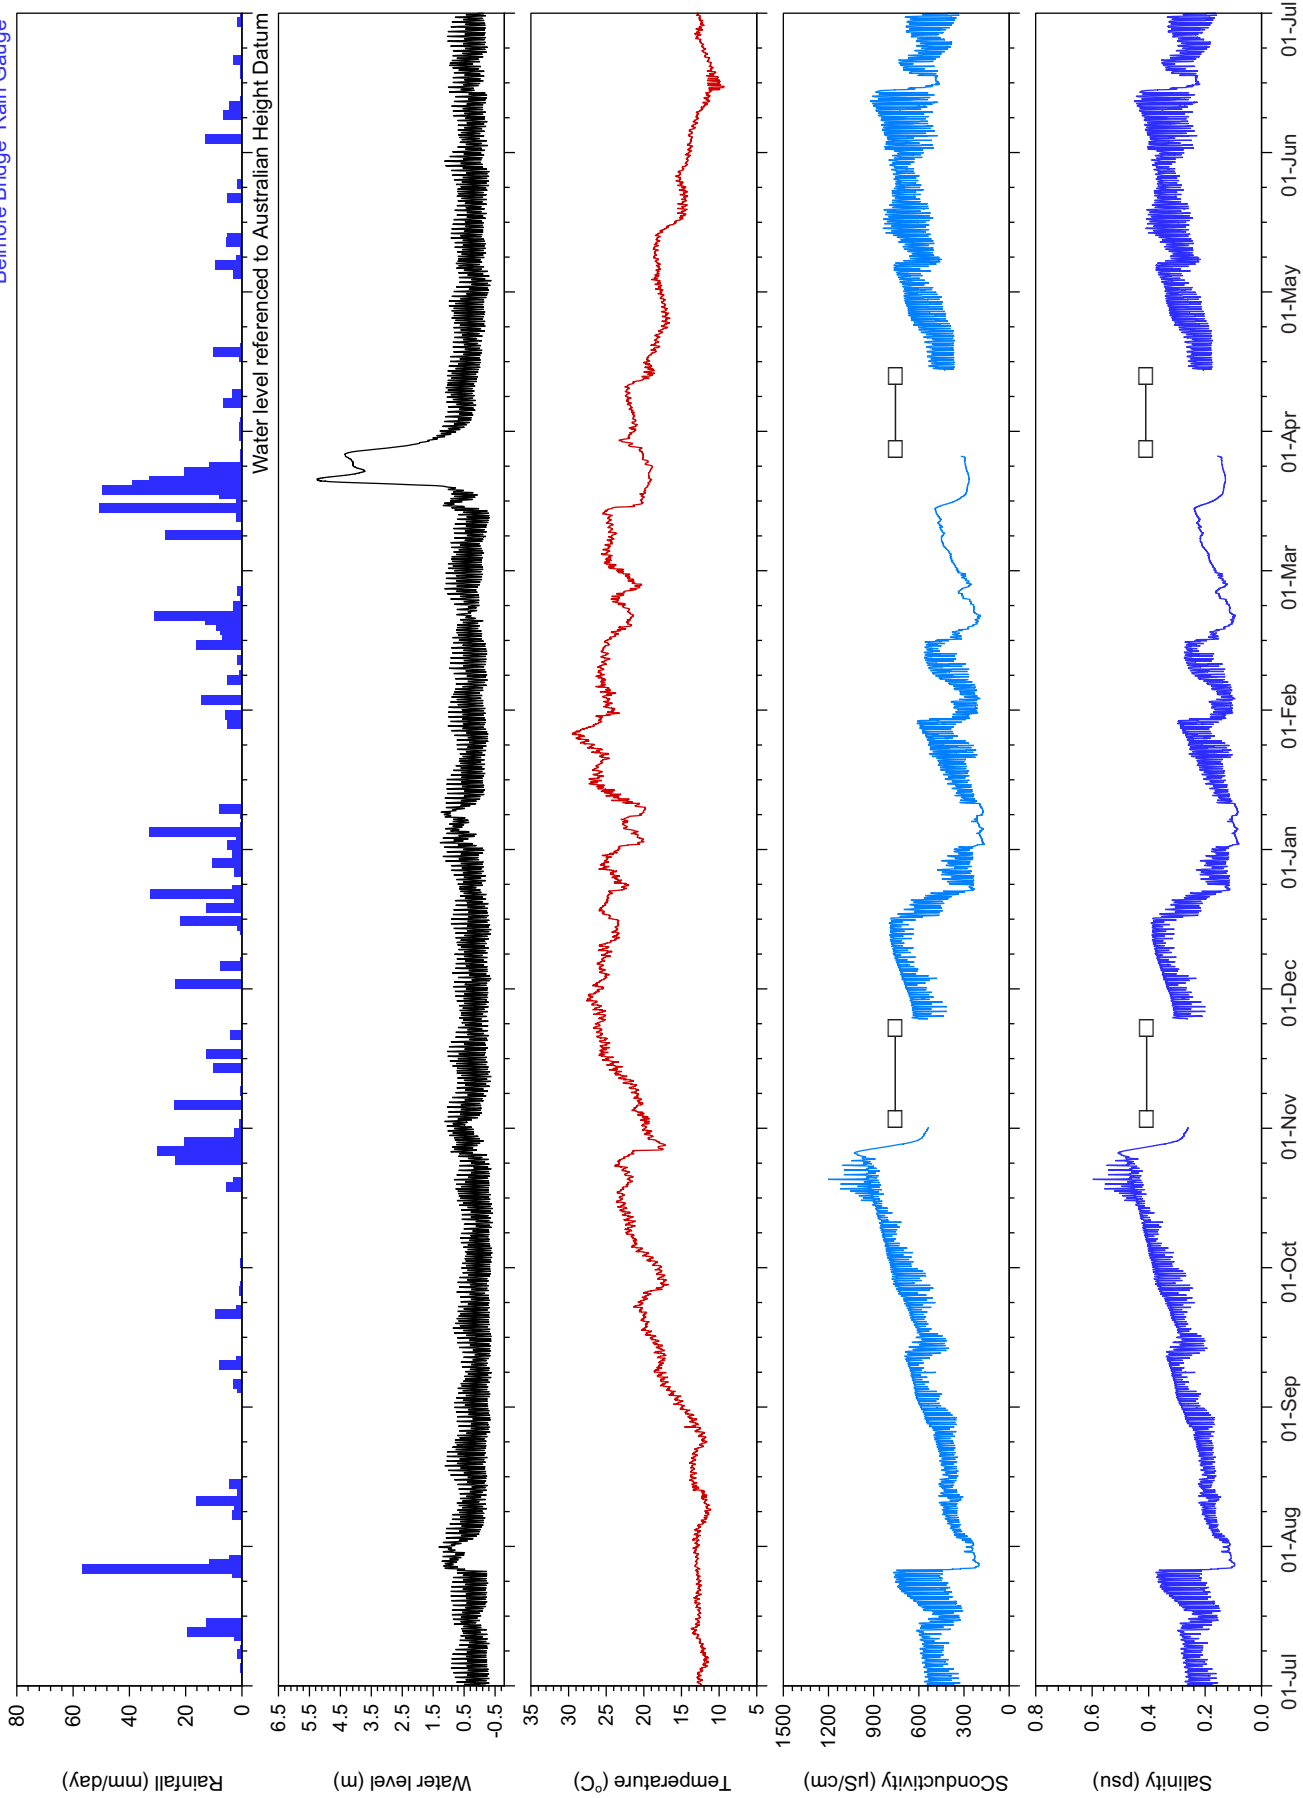 Belmore Bridge Rain Gauge
80
60
40
20
0
Rainfall (mm/day)
Water level referenced to Australian Height Datum
6.5
5.5
4.5
3.5
2.5
1.5
0.5
-0.5
Water level (m)
35
30
25
20
15
10
5
Temperature (°C)
1500
1200
900
600
300
0
SConductivity (µS/cm)
0.8
0.6
0.4
0.2
0.0
Salinity (psu)
01-Jul
01-Aug
01-Sep
01-Oct
01-Nov
01-Dec
01-Jan
01-Feb
01-Mar
01-Apr
01-May
01-Jun
01-Jul